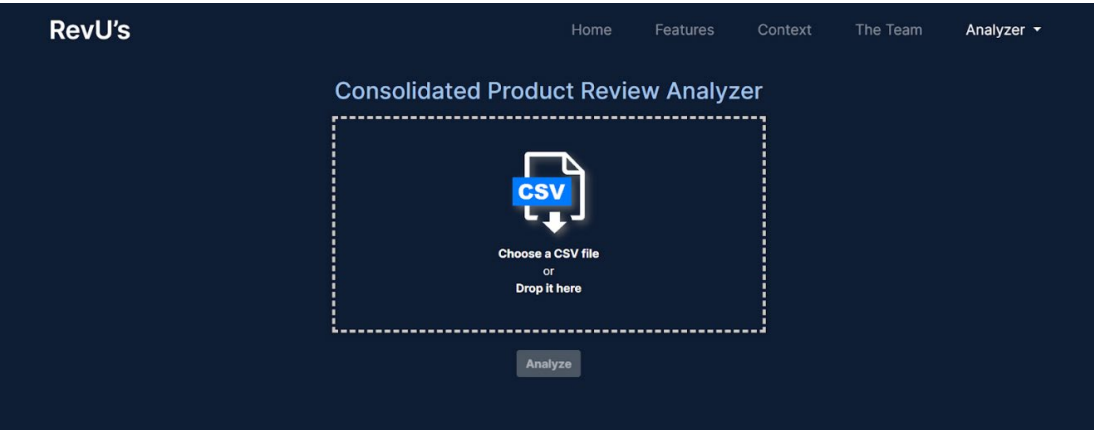 RevU's
Home Features Context The Team Analyzer
Consolidated Product Review Analyzer
CSV
Choose a CSV file
or
Drop it here
Analyze